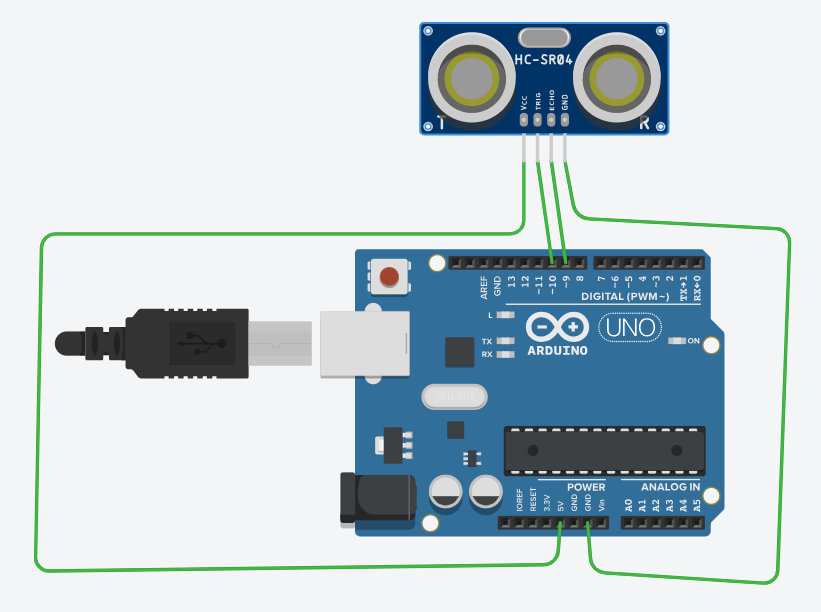 HC-SR04
VCC
TRIG
ECHO
GND
T
R
AREF
GND
13
12
~11
~10
~9
8
7
~6
~5
4
~3
2
TX→1
RX←0
DIGITAL (PWM~)
L
TX
RX
ARDUINO
UNO
ON
POWER
ANALOG IN
IOREF
RESET
3.3V
5V
GND
GND
Vin
A0
A1
A2
A3
A4
A5